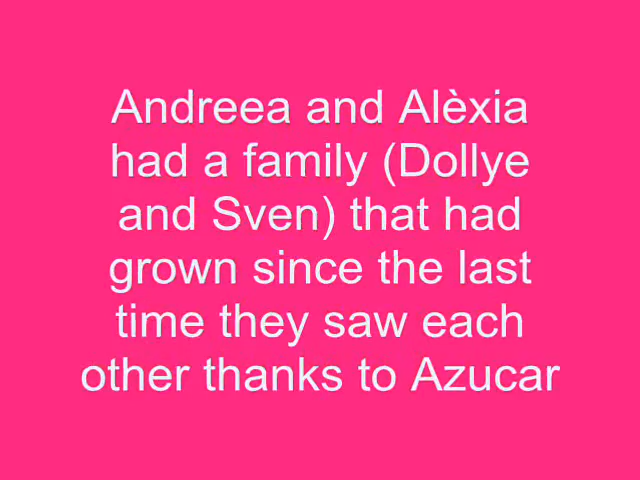 Andreea and Alèxia
had a family (Dollye
and Sven) that had
grown since the last
time they saw each
other thanks to Azucar